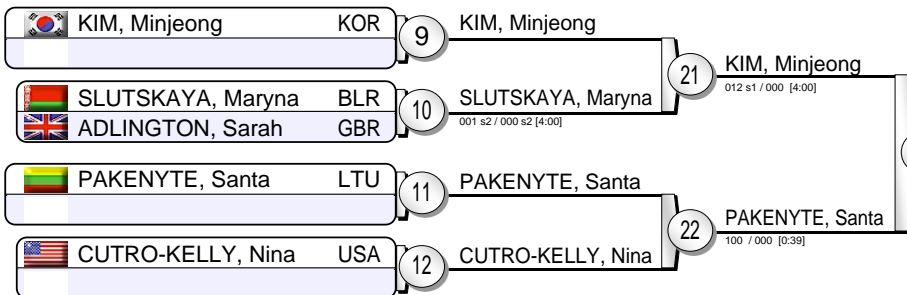 KIM, Minjeong KOR
9
KIM, Minjeong
SLUTSKAYA, Maryna BLR
ADLINGTON, Sarah GBR
10
SLUTSKAYA, Maryna
001 s2 / 000 s2 [4:00]
21
KIM, Minjeong
012 s1 / 000 [4:00]
PAKENYTE, Santa LTU
11
PAKENYTE, Santa
CUTRO-KELLY, Nina USA
12
CUTRO-KELLY, Nina
22
PAKENYTE, Santa
100 / 000 [0:39]